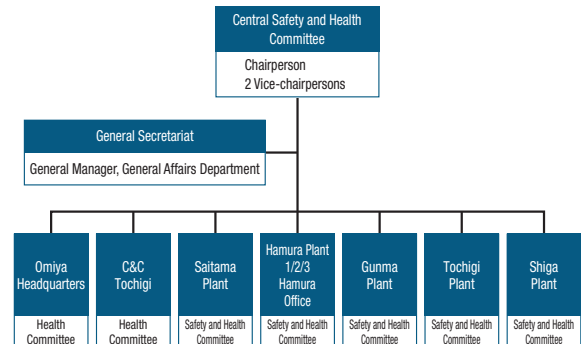 Central Safety and Health
Committee
Chairperson
2 Vice-chairpersons
General Secretariat
General Manager, General Affairs Department
Omiya
Headquarters
Health
Committee
C&C
Tochigi
Health
Committee
Saitama
Plant
Safety and Health
Committee
Hamura Plant
1/2/3
Hamura
Office
Safety and Health
Committee
Gunma
Plant
Safety and Health
Committee
Tochigi
Plant
Safety and Health
Committee
Shiga
Plant
Safety and Health
Committee